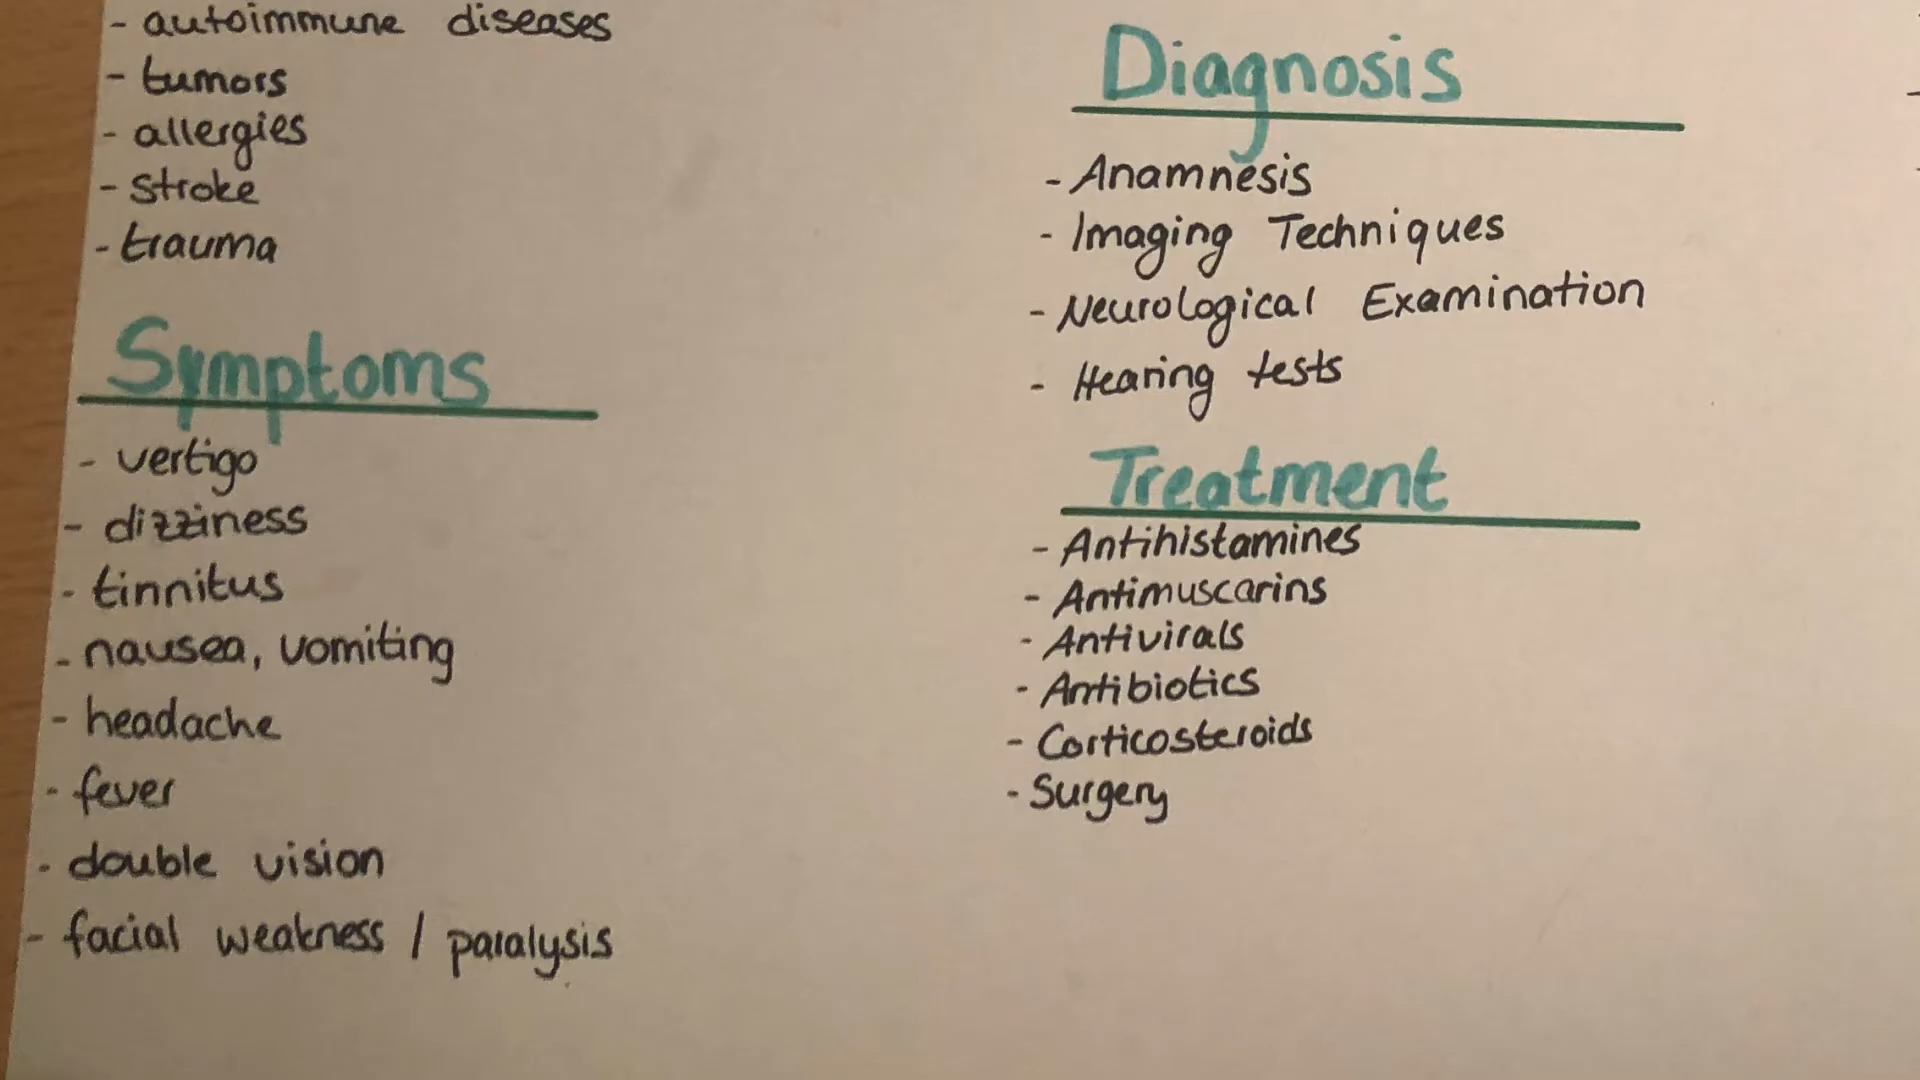 - autoimmune diseases
- tumors
- allergies
- stroke
- trauma
Symptoms
- vertigo
- dizziness
- tinnitus
- nausea, vomiting
- headache
- fever
- double vision
- facial weakness / paralysis
Diagnosis
- Anamnesis
- Imaging Techniques
- Neurological Examination
- Hearing tests
Treatment
- Antihistamines
- Antimuscarins
- Antivirals
- Antibiotics
- Corticosteroids
- Surgery